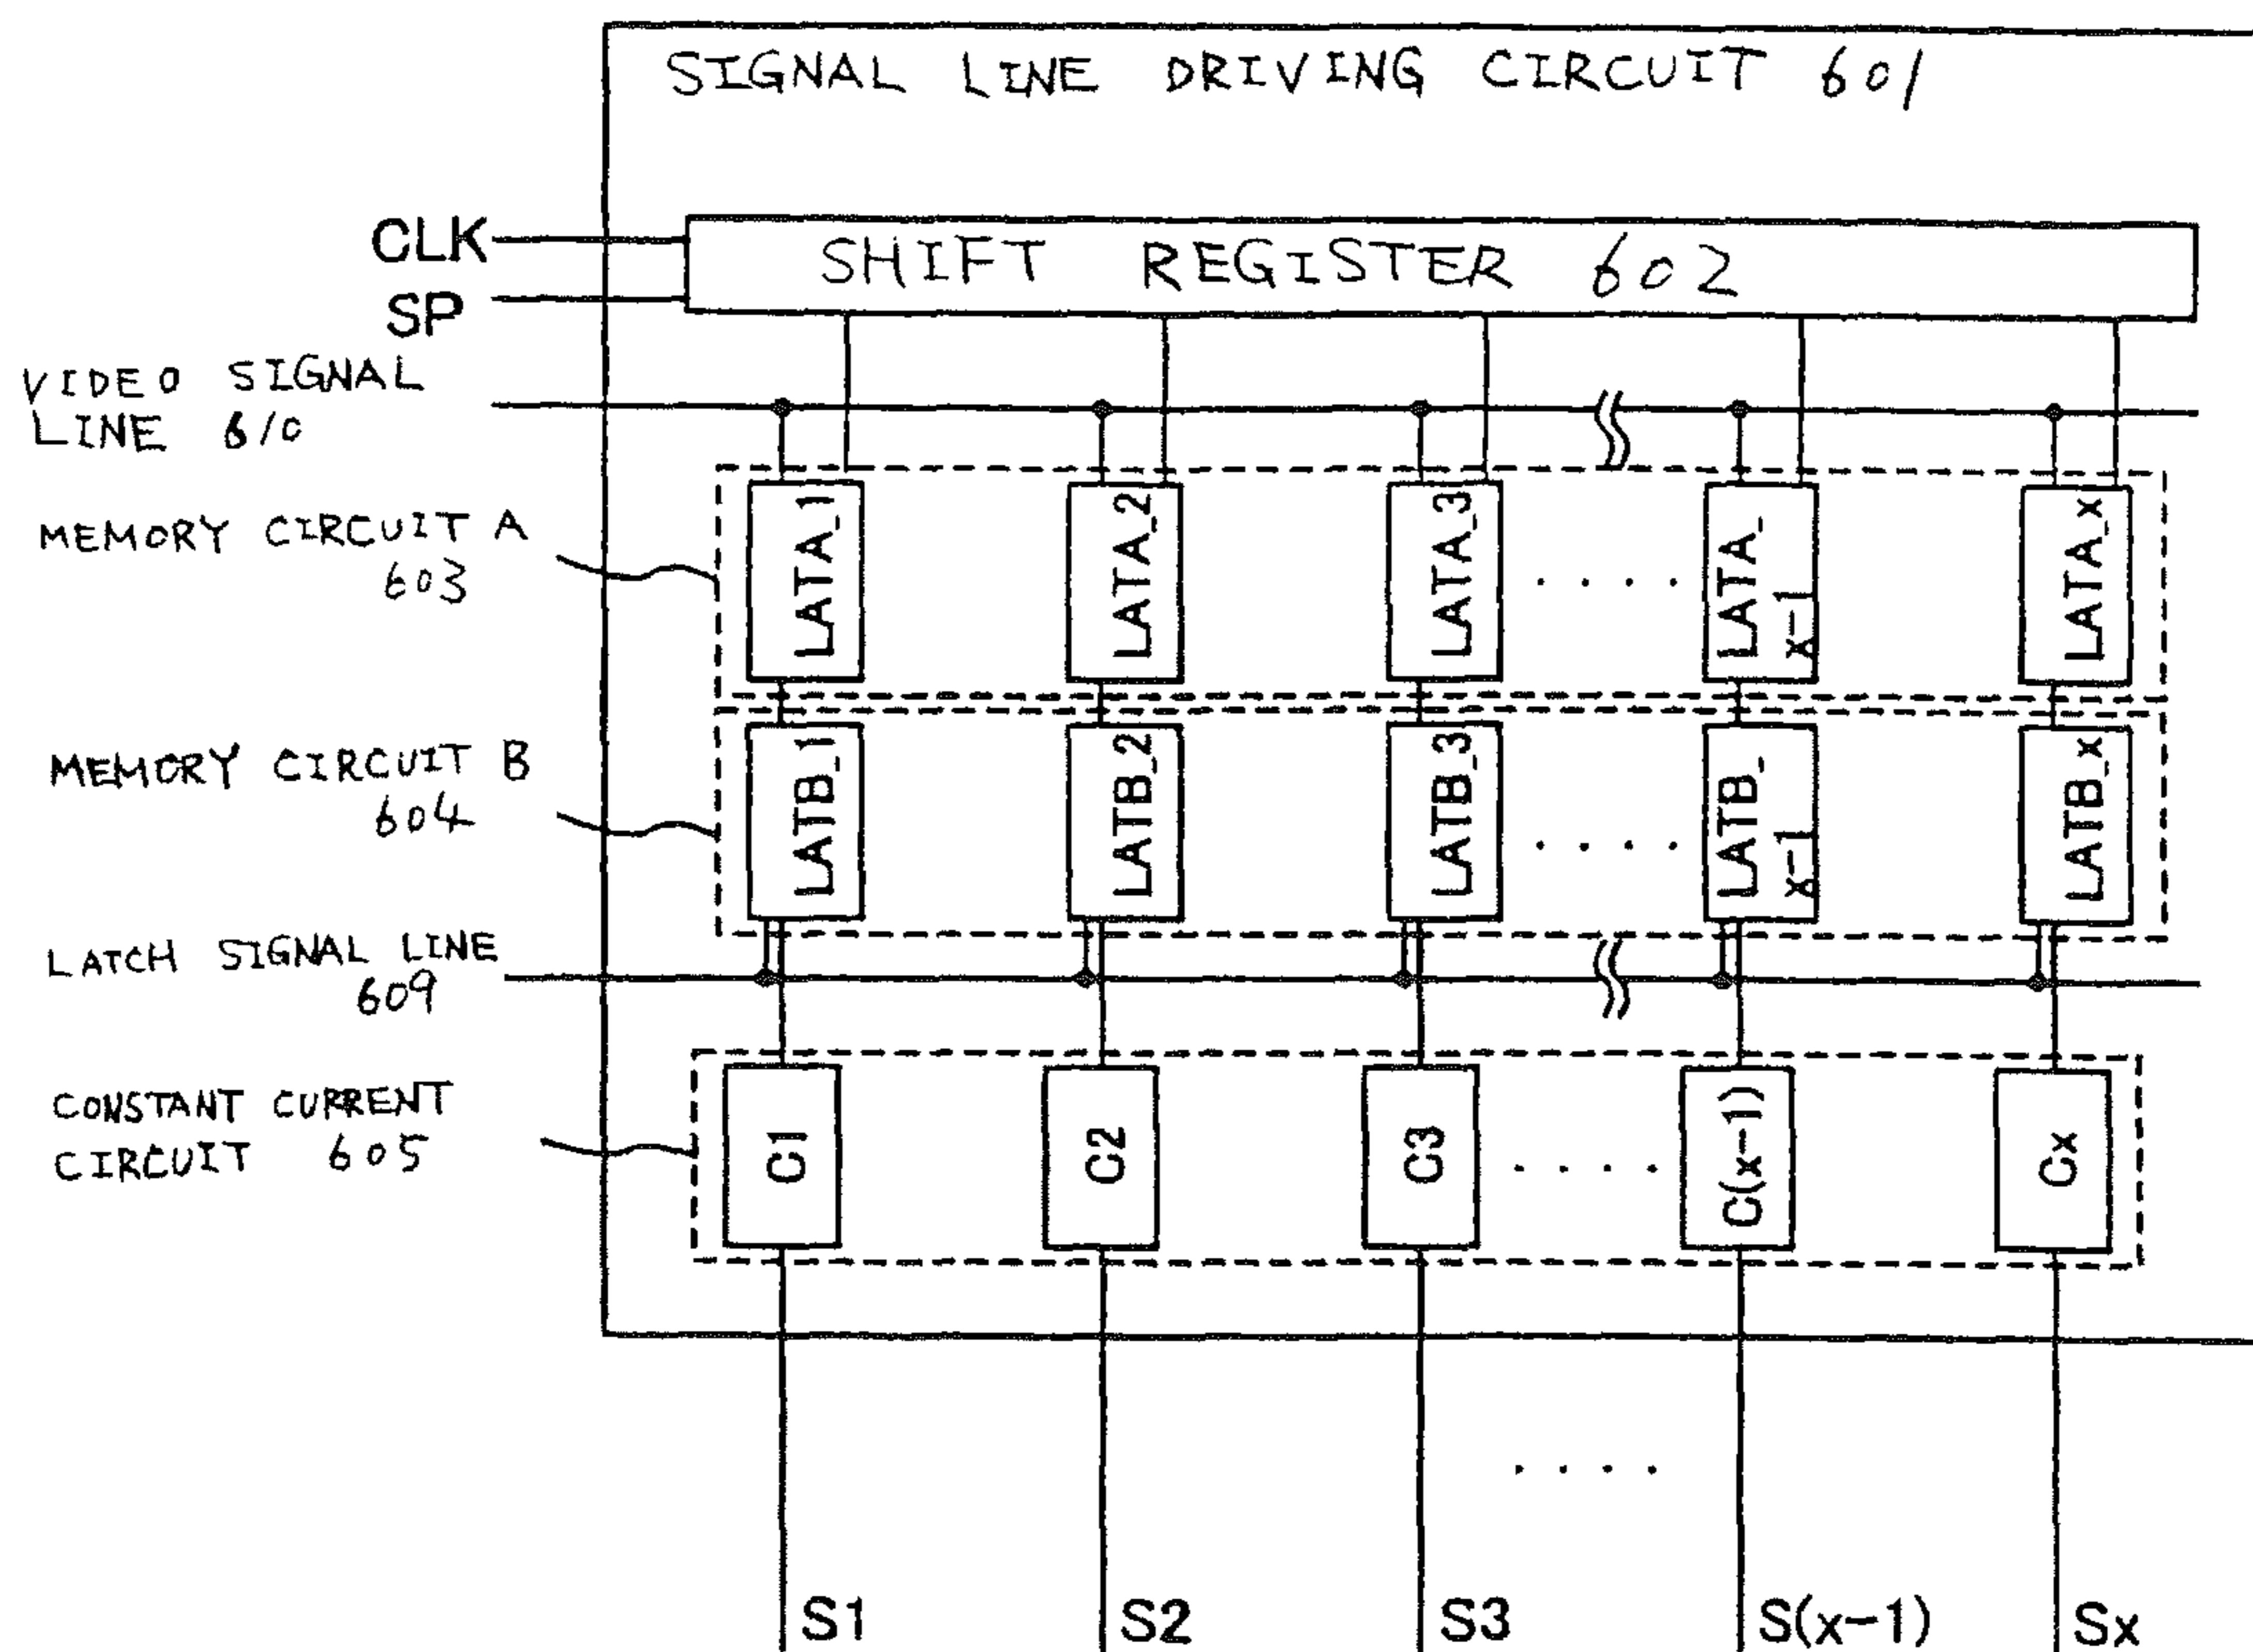 SIGNAL LINE DRIVING CIRCUIT 601
CLK
SP
SHIFT REGISTER 602
VIDEO SIGNAL
LINE 610
MEMORY CIRCUIT A
603
LATA_1
LATA_2
LATA_3
. . . .
LATA_
x-1
LATA_x
MEMORY CIRCUIT B
604
LATB_1
LATB_2
LATB_3
. . . .
LATB_
x-1
LATB_x
LATCH SIGNAL LINE
609
CONSTANT CURRENT
CIRCUIT 605
C1
C2
C3
. . . .
C(x-1)
Cx
. . . .
S1
S2
S3
S(x-1)
Sx